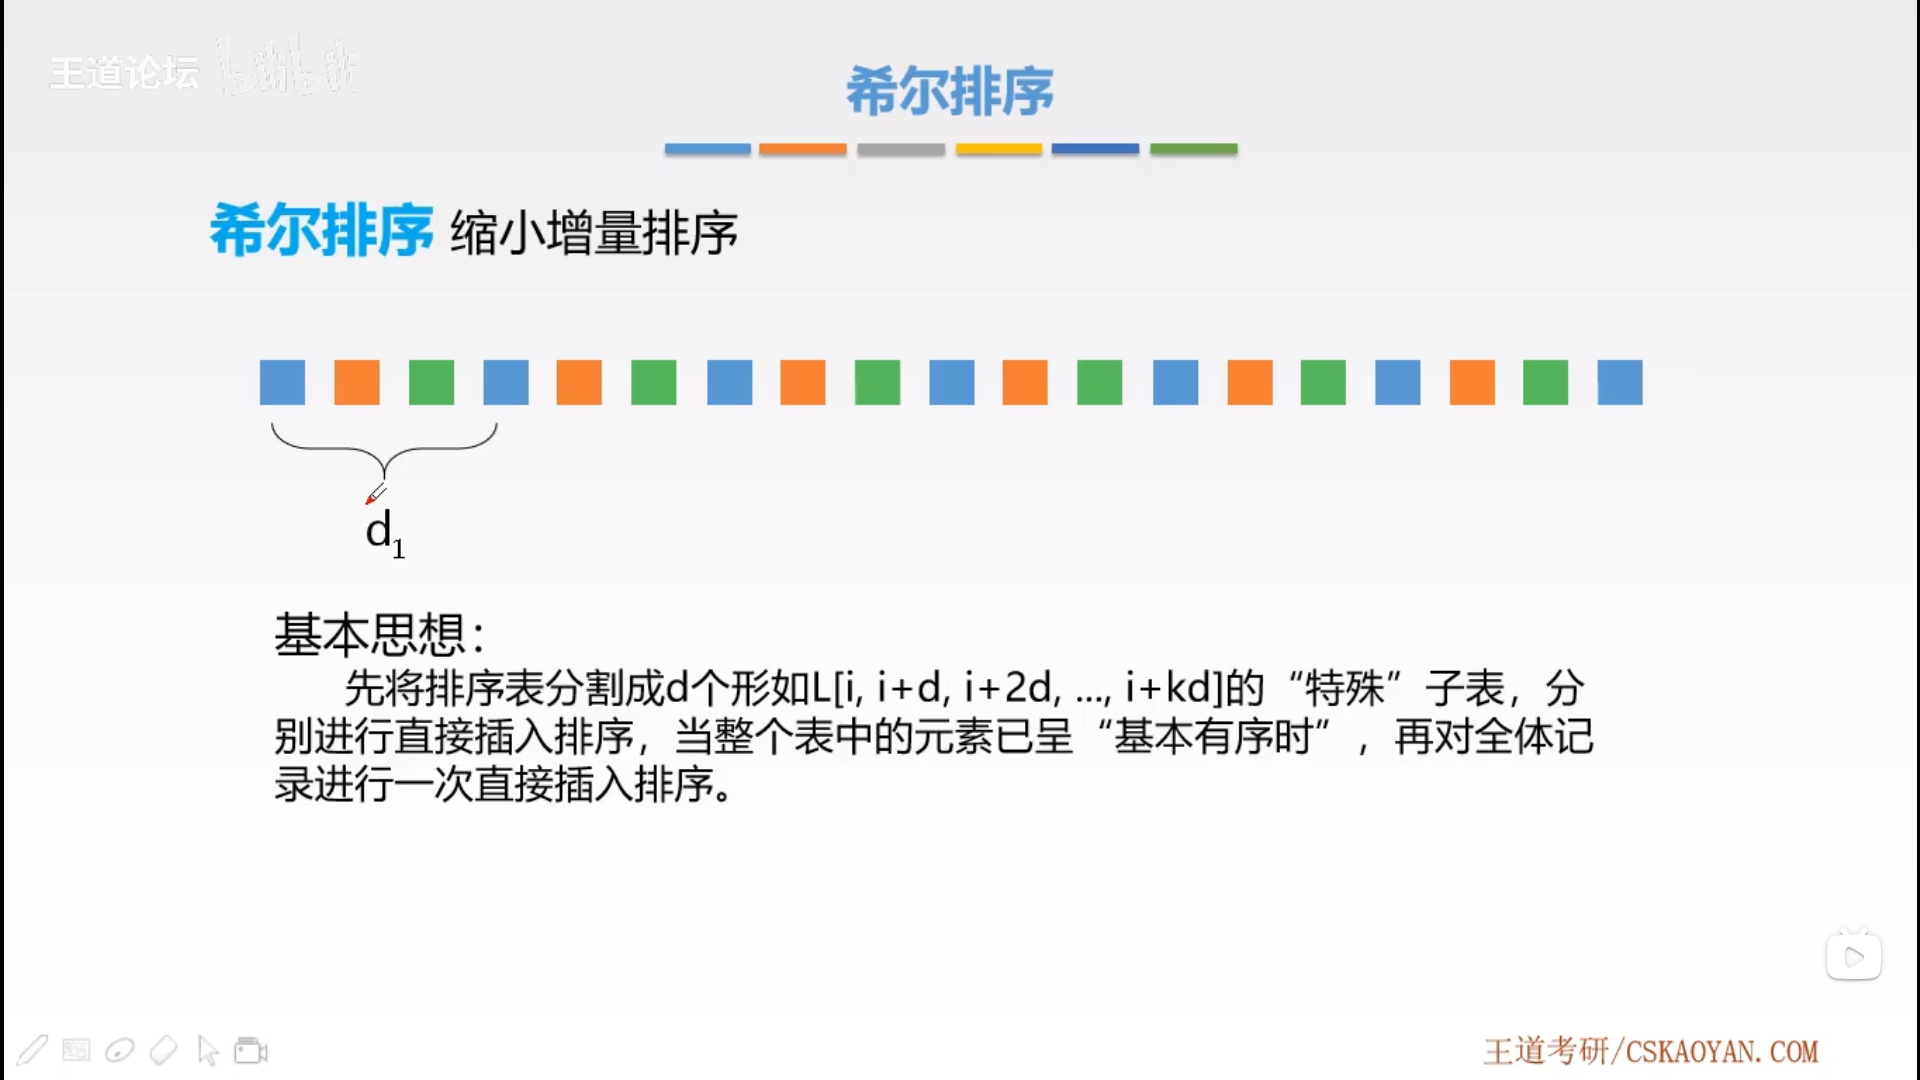 王道论坛 bilibili
希尔排序
希尔排序 缩小增量排序
d1
基本思想：
先将排序表分割成d个形如L[i, i+d, i+2d, ..., i+kd]的“特殊”子表，分
别进行直接插入排序，当整个表中的元素已呈“基本有序时”，再对全体记
录进行一次直接插入排序。
王道考研/CSKAOYAN.COM